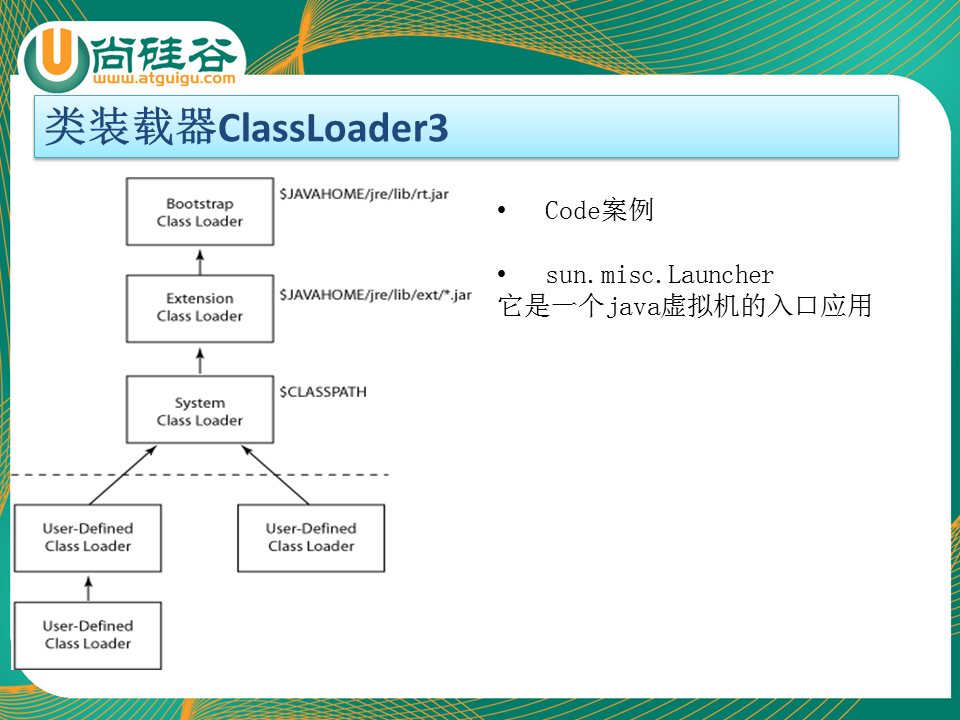 尚硅谷
www.atguigu.com
类装载器ClassLoader3
Bootstrap
Class Loader
$JAVAHOME/jre/lib/rt.jar
Extension
Class Loader
$JAVAHOME/jre/lib/ext/*.jar
System
Class Loader
$CLASSPATH
User-Defined
Class Loader
User-Defined
Class Loader
User-Defined
Class Loader
• Code案例
• sun.misc.Launcher
它是一个java虚拟机的入口应用